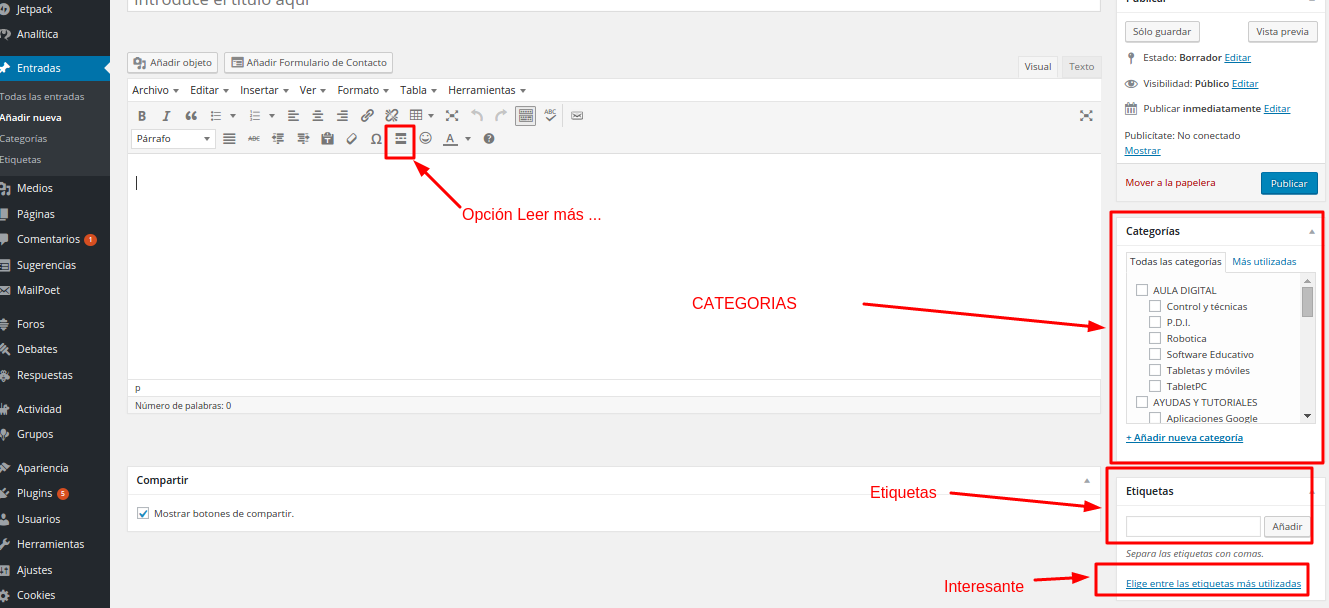 Jetpack
Analítica
Entradas
Todas las entradas
Añadir nueva
Categorías
Etiquetas
Medios
Páginas
Comentarios 1
Sugerencias
MailPoet
Foros
Debates
Respuestas
Actividad
Grupos
Apariencia
Plugins 5
Usuarios
Herramientas
Ajustes
Cookies
Introduce el título aquí
Añadir objeto Añadir Formulario de Contacto
Visual Texto
Archivo Editar Insertar Ver Formato Tabla Herramientas
B I ABC
Párrafo ABC Ω A
Opción Leer más ...
CATEGORIAS
p
Número de palabras: 0
Compartir
Mostrar botones de compartir.
Etiquetas
Interesante
Publicar
Sólo guardar Vista previa
Estado: Borrador Editar
Visibilidad: Público Editar
Publicar inmediatamente Editar
Publicítate: No conectado
Mostrar
Mover a la papelera Publicar
Categorías
Todas las categorías Más utilizadas
AULA DIGITAL
Control y técnicas
P.D.I.
Robotica
Software Educativo
Tabletas y móviles
TabletPC
AYUDAS Y TUTORIALES
Aplicaciones Google
+ Añadir nueva categoría
Etiquetas
Añadir
Separa las etiquetas con comas.
Elige entre las etiquetas más utilizadas